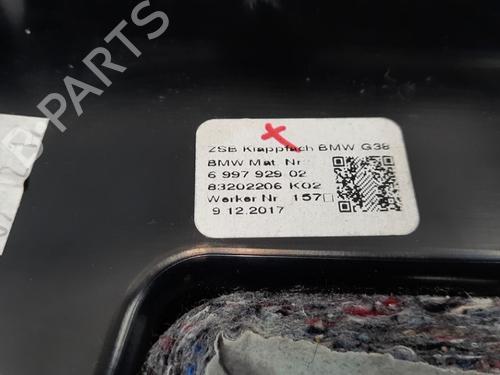 B-PARTS
ZSB Klappfach BMW G38
BMW Mat. Nr.:
6 997 929 02
83202206 K02
Werker Nr. 157
9.12.2017